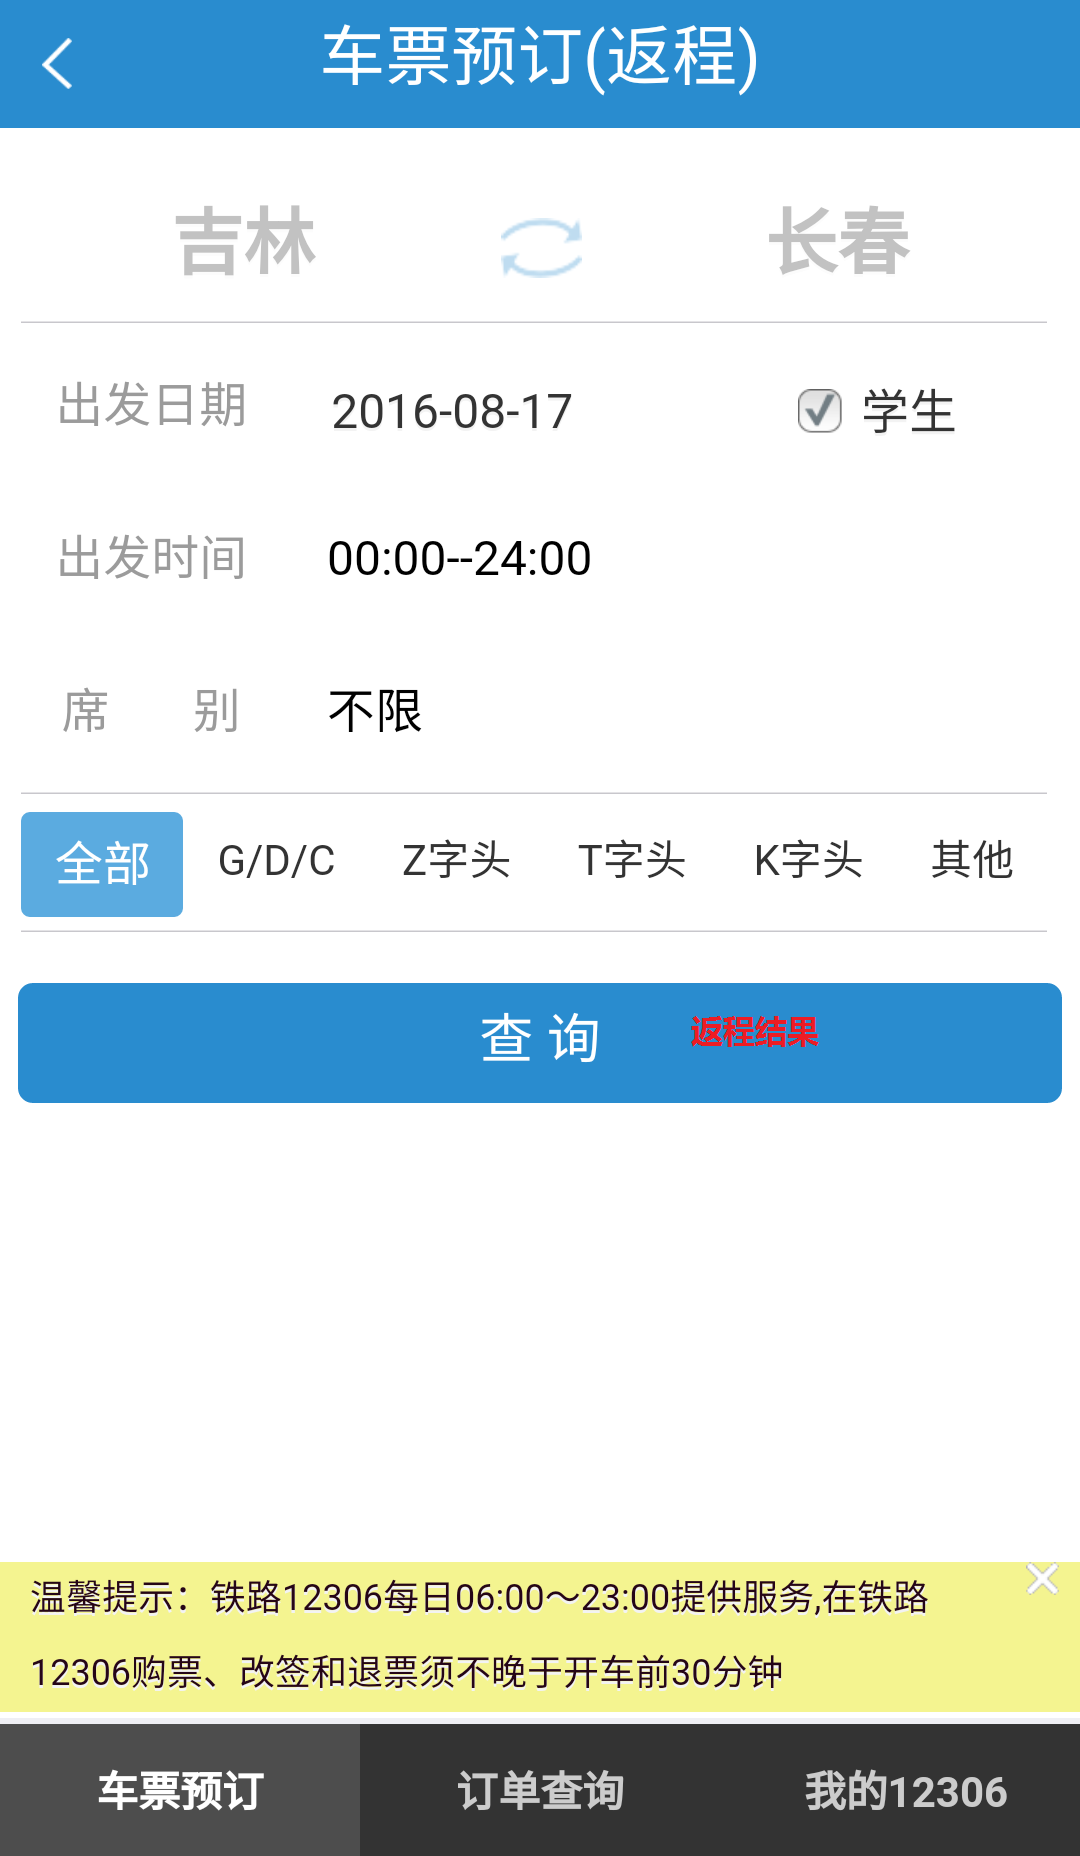 车票预订(返程)
吉林 长春
出发日期 2016-08-17 学生
出发时间 00:00--24:00
席 别 不限
全部 G/D/C Z字头 T字头 K字头 其他
查 询 返程结果
温馨提示：铁路12306每日06:00～23:00提供服务,在铁路
12306购票、改签和退票须不晚于开车前30分钟
车票预订 订单查询 我的12306